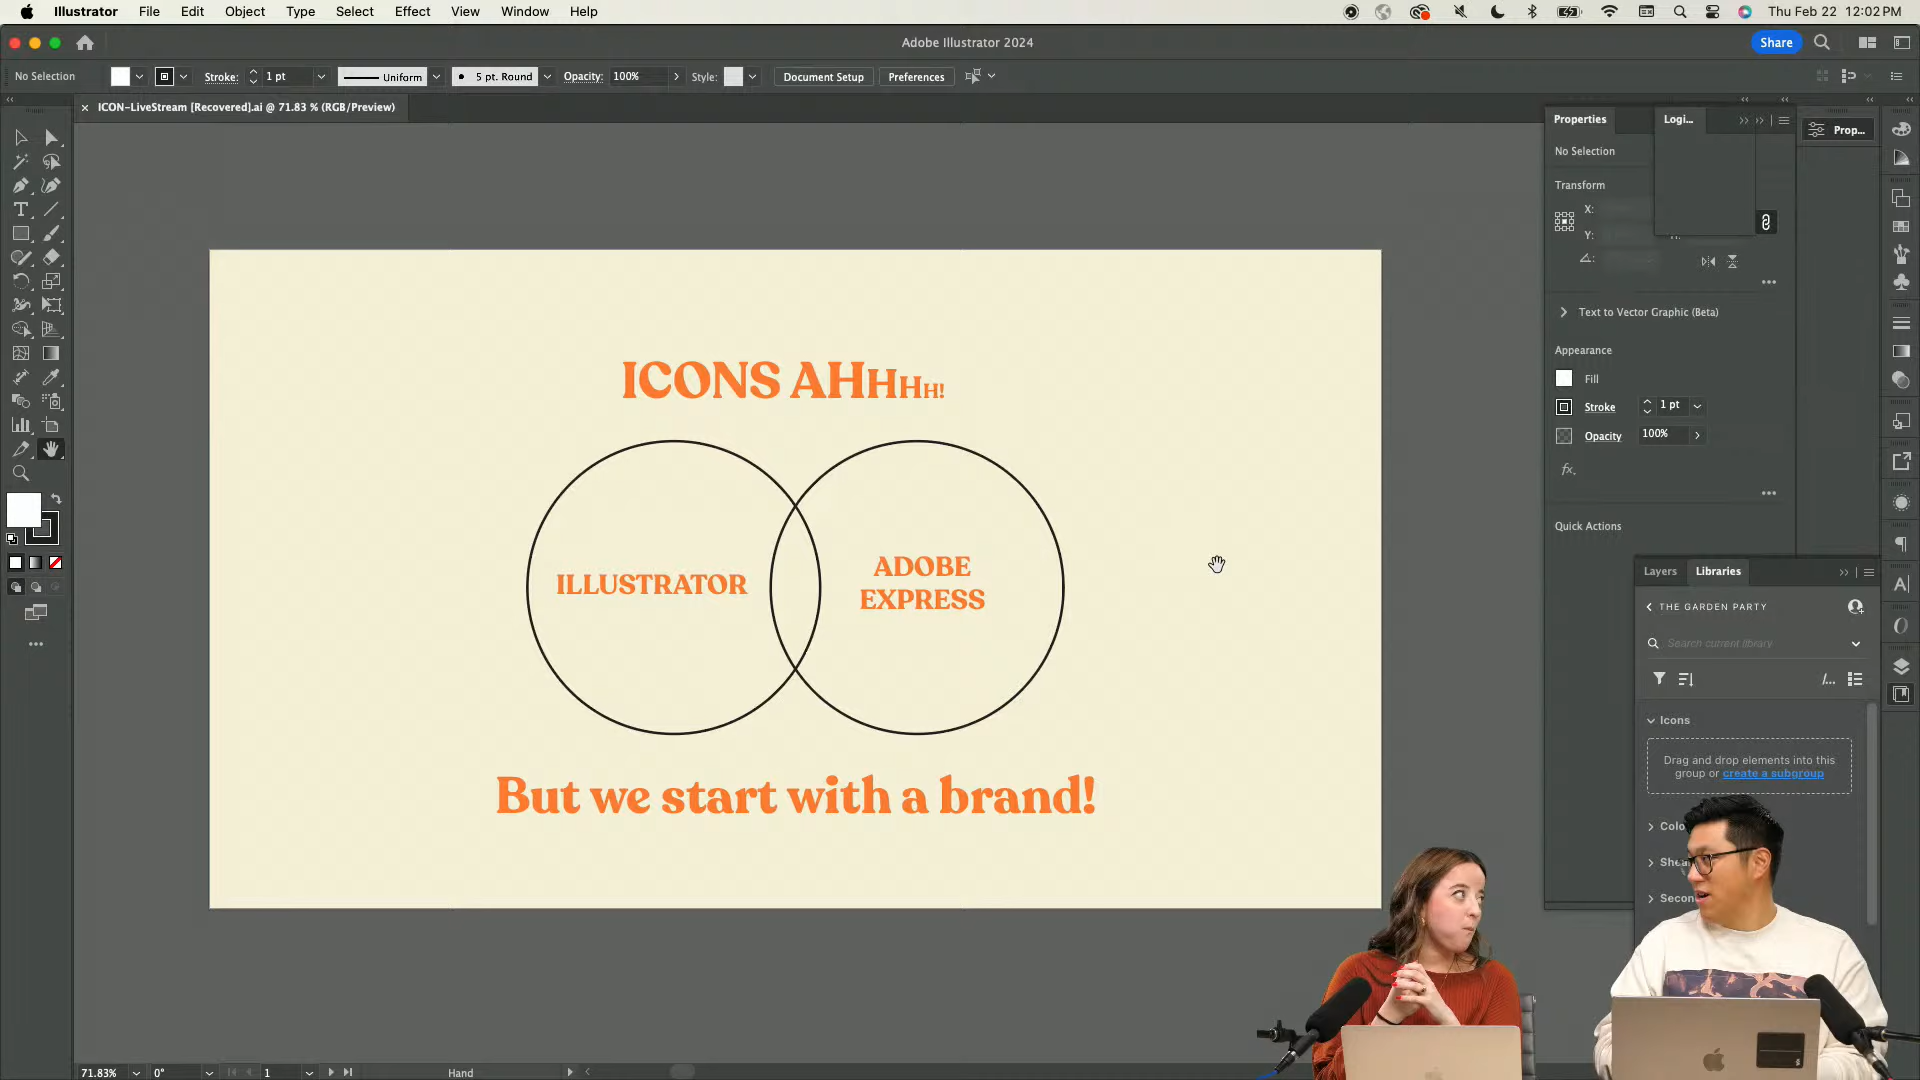 Illustrator File Edit Object Type Select Effect View Window Help
Thu Feb 22 12:02 PM
Adobe Illustrator 2024
Share
No Selection
Stroke:
1 pt
Uniform
5 pt. Round
Opacity:
100%
Style:
Document Setup
Preferences
× ICON-LiveStream [Recovered].ai @ 71.83 % (RGB/Preview)
Properties
Logi...
Prop...
No Selection
Transform
X:
Y:
Text to Vector Graphic (Beta)
Appearance
Fill
Stroke
1 pt
Opacity
100%
fx.
Quick Actions
Layers
Libraries
THE GARDEN PARTY
Search current library
Icons
Drag and drop elements into this
group or create a subgroup
ICONS AHHHH!
ILLUSTRATOR
ADOBE
EXPRESS
But we start with a brand!
71.83%
0°
1
Hand